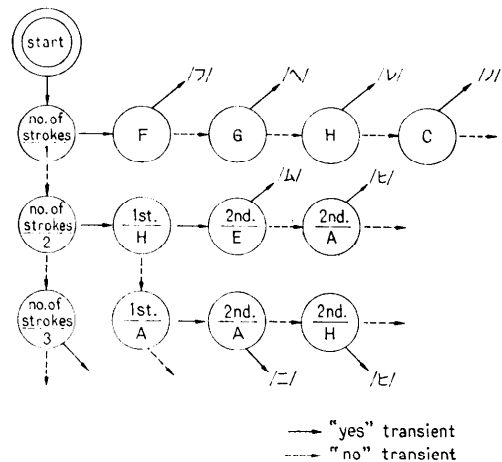 start
/フ/ /ヘ/ /レ/ /ノ/
no. of
strokes
1
F G H C
/ム/ /ヒ/
no. of
strokes
2
1st.
H
2nd.
E
2nd.
A
no. of
strokes
3
1st.
A
2nd.
A
2nd.
H
/ニ/ /ヒ/
"yes" transient
"no" transient